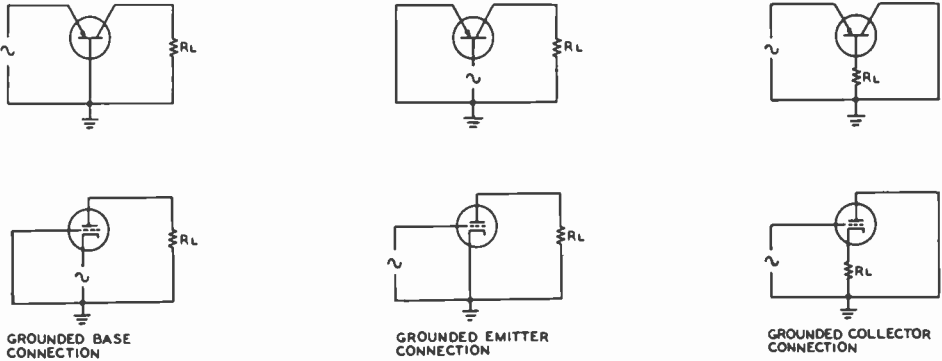 RL
RL
RL
RL
RL
RL
GROUNDED BASE
CONNECTION
GROUNDED EMITTER
CONNECTION
GROUNDED COLLECTOR
CONNECTION